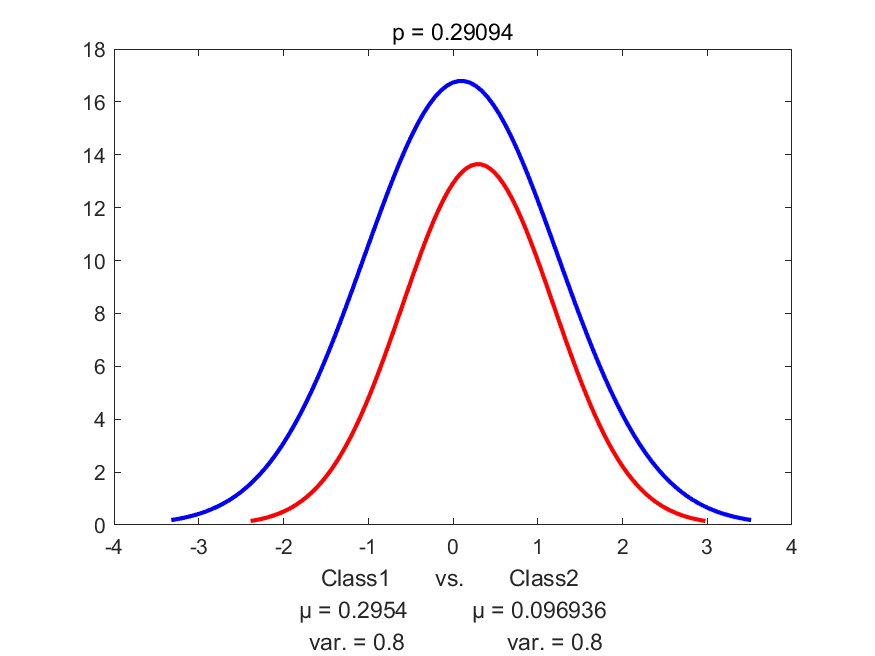 p = 0.29094
18
16
14
12
10
8
6
4
2
0
-4 -3 -2 -1 0 1 2 3 4
Class1 vs. Class2
μ = 0.2954 μ = 0.096936
var. = 0.8 var. = 0.8